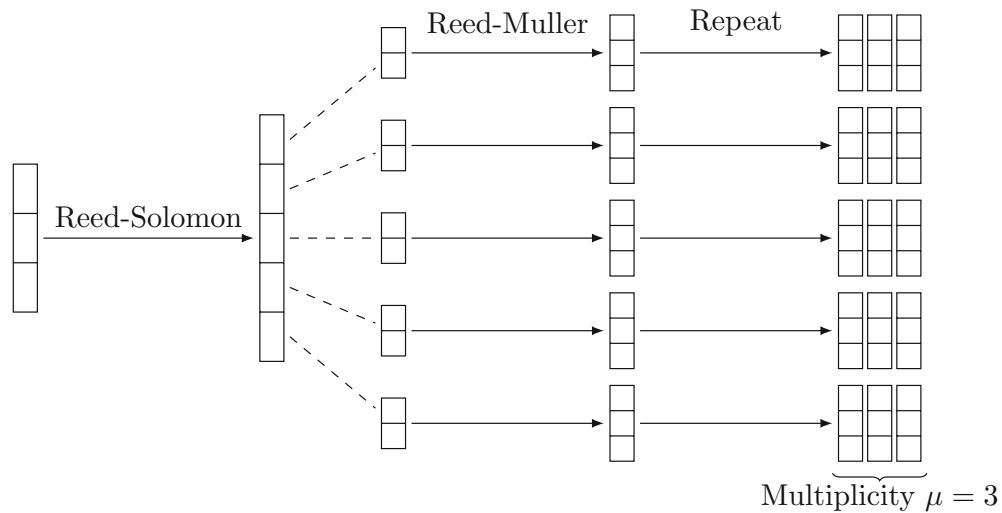 Reed-Muller
Repeat
Reed-Solomon
Multiplicity μ = 3